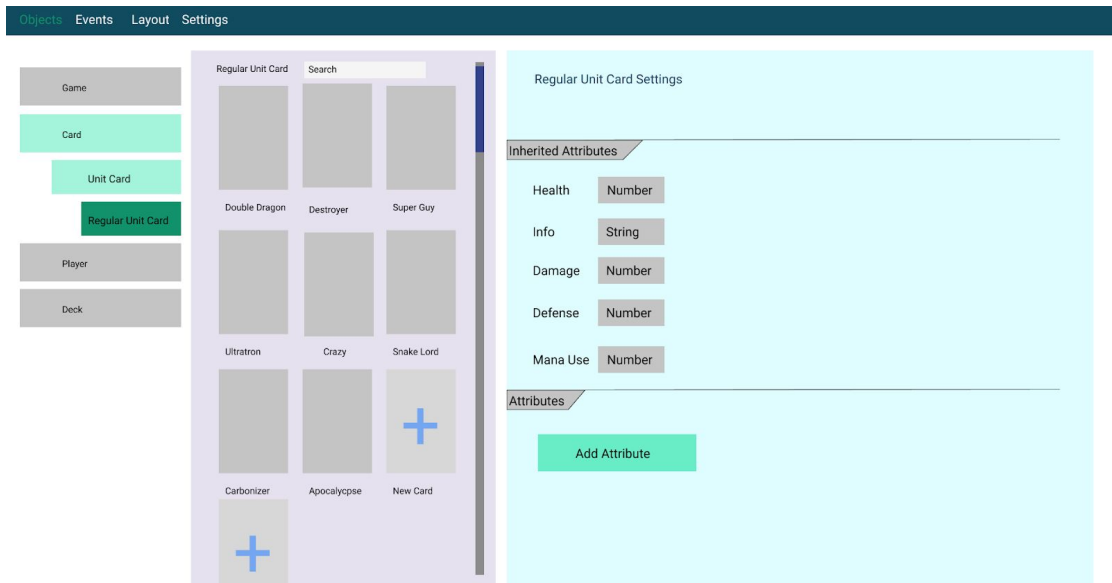 Objects Events Layout Settings
Game
Card
Unit Card
Regular Unit Card
Player
Deck
Regular Unit Card Search
Double Dragon Destroyer Super Guy
Ultratron Crazy Snake Lord
Carbonizer Apocalycpse New Card
Regular Unit Card Settings
Inherited Attributes
Health Number
Info String
Damage Number
Defense Number
Mana Use Number
Attributes
Add Attribute